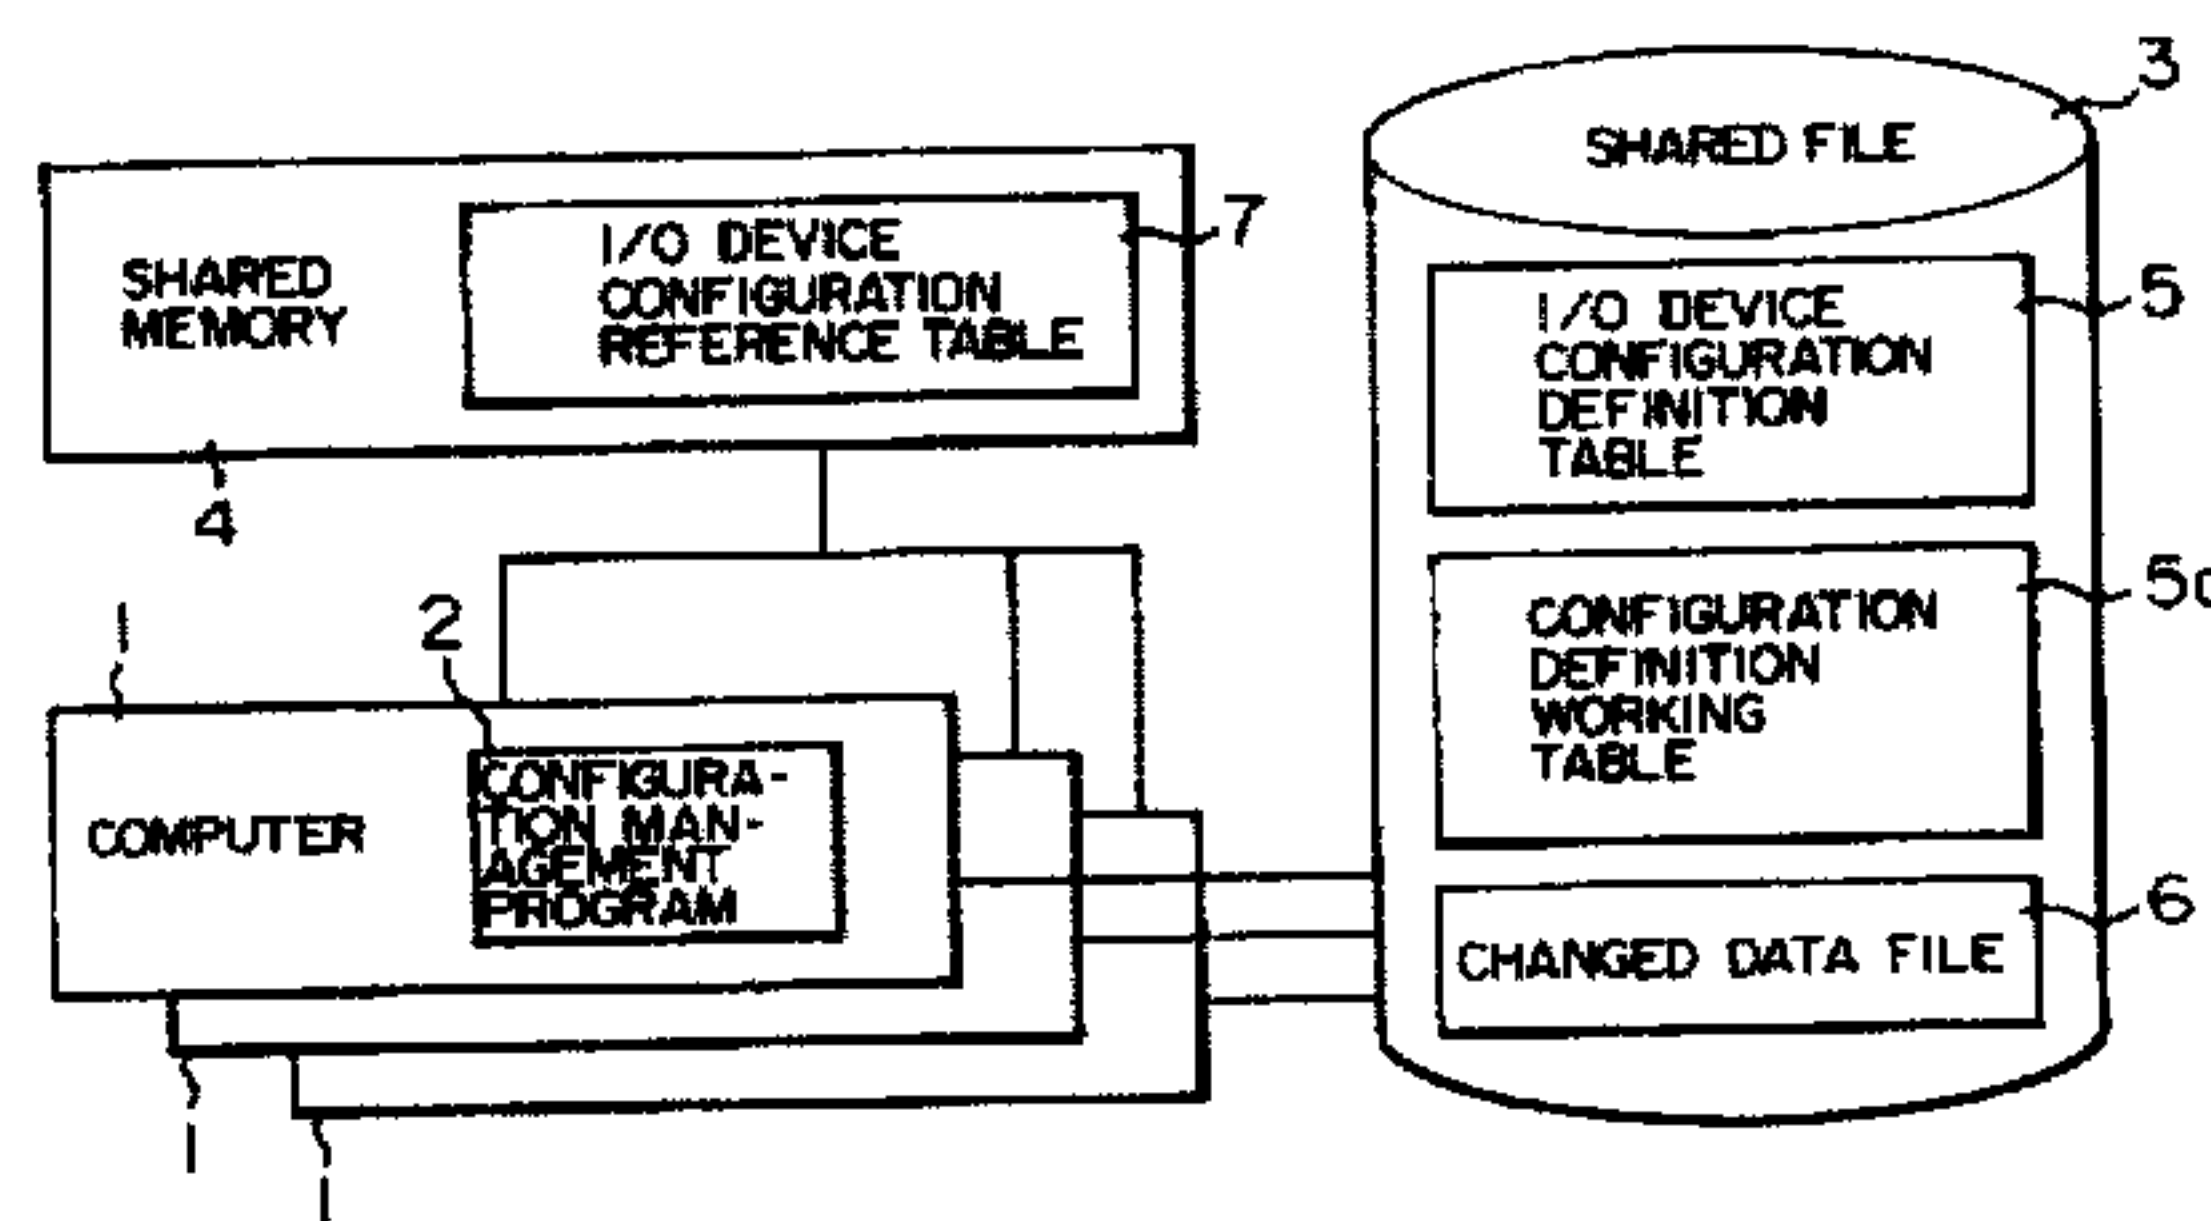 3
SHARED FILE
7
I/O DEVICE
CONFIGURATION
REFERENCE TABLE
SHARED
MEMORY
4
5
I/O DEVICE
CONFIGURATION
DEFINITION
TABLE
CONFIGURATION
DEFINITION
WORKING
TABLE
1
2
COMPUTER
CONFIGURA-
TION MAN-
AGEMENT
PROGRAM
6
CHANGED DATA FILE
1
1